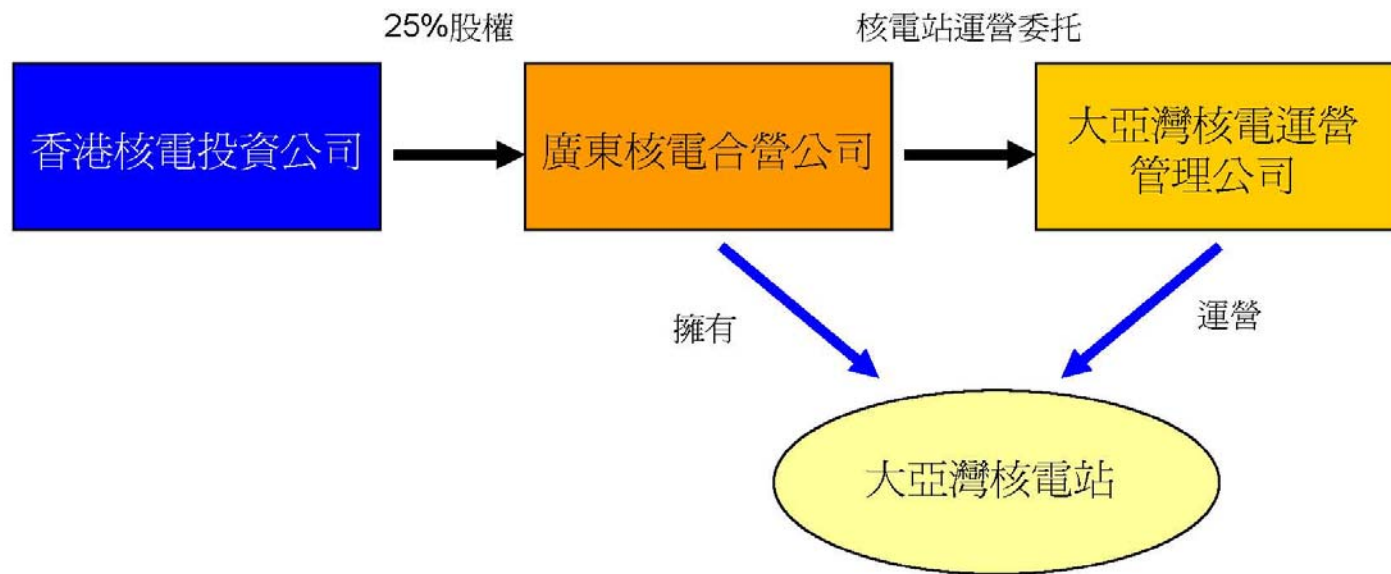 25%股權
核電站運營委托
香港核電投資公司
廣東核電合營公司
大亞灣核電運營
管理公司
擁有
運營
大亞灣核電站